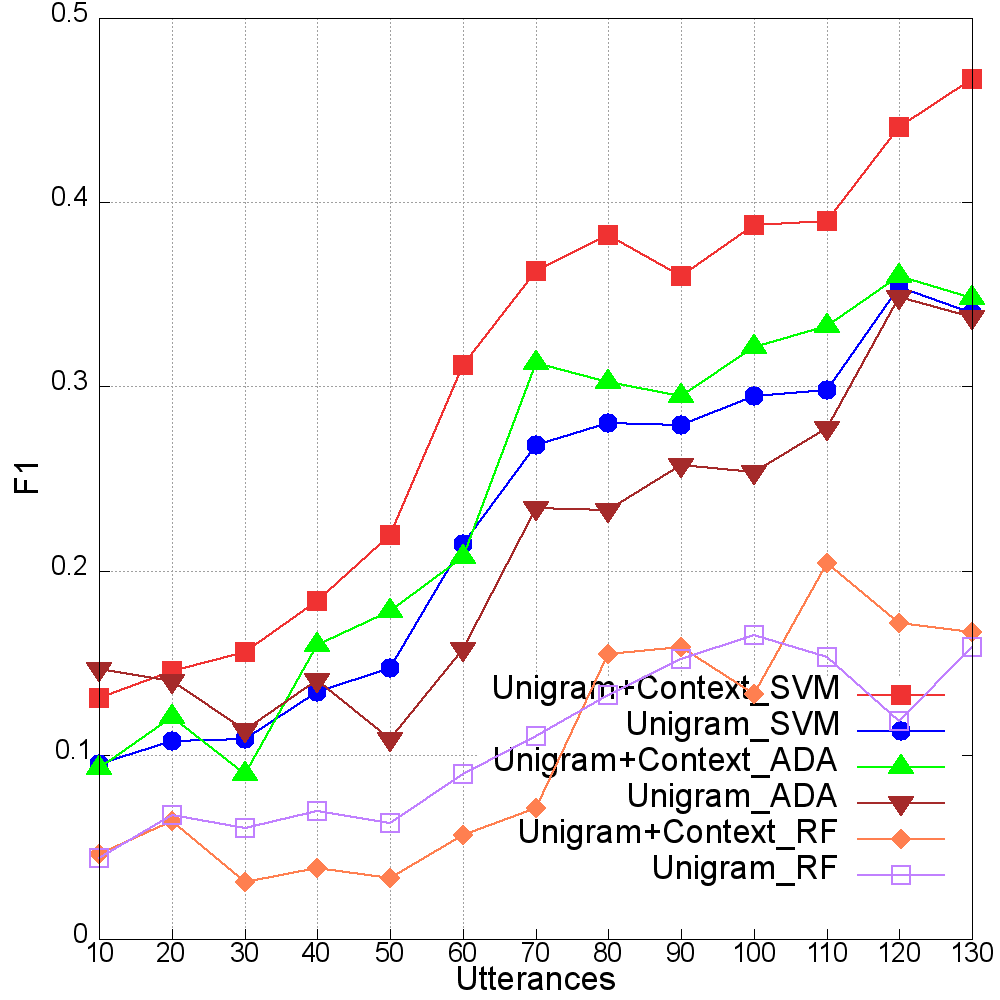 0.5
0.4
0.3
0.2
0.1
0
F1
Unigram+Context_SVM
Unigram_SVM
Unigram+Context_ADA
Unigram_ADA
Unigram+Context_RF
Unigram_RF
10 20 30 40 50 60 70 80 90 100 110 120 130
Utterances